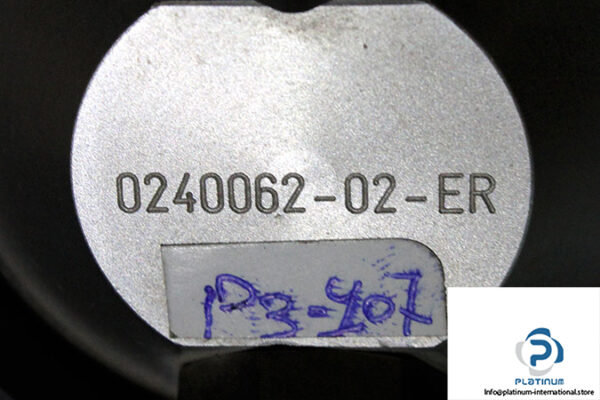 0240062-02-ER
P3-407
PLATINUM
Info@platinum-international.store